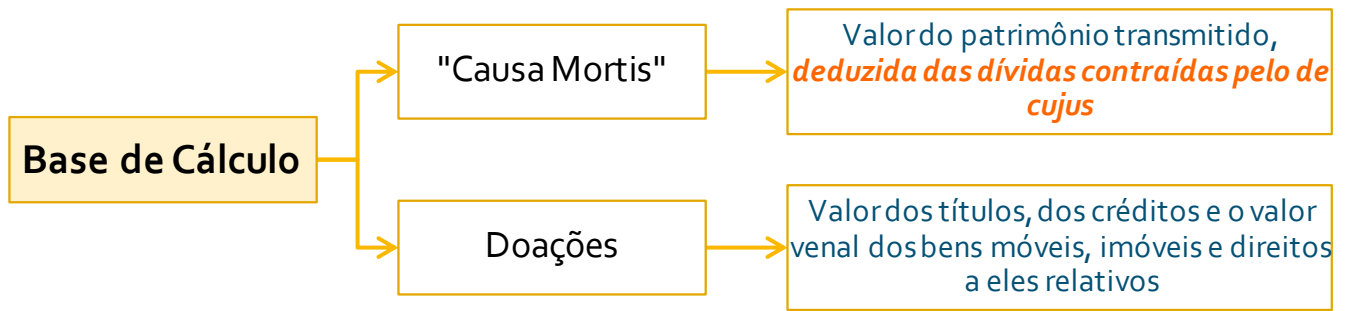 Base de Cálculo
"Causa Mortis"
Valor do patrimônio transmitido,
deduzida das dívidas contraídas pelo de
cujus
Doações
Valor dos títulos, dos créditos e o valor
venal dos bens móveis, imóveis e direitos
a eles relativos